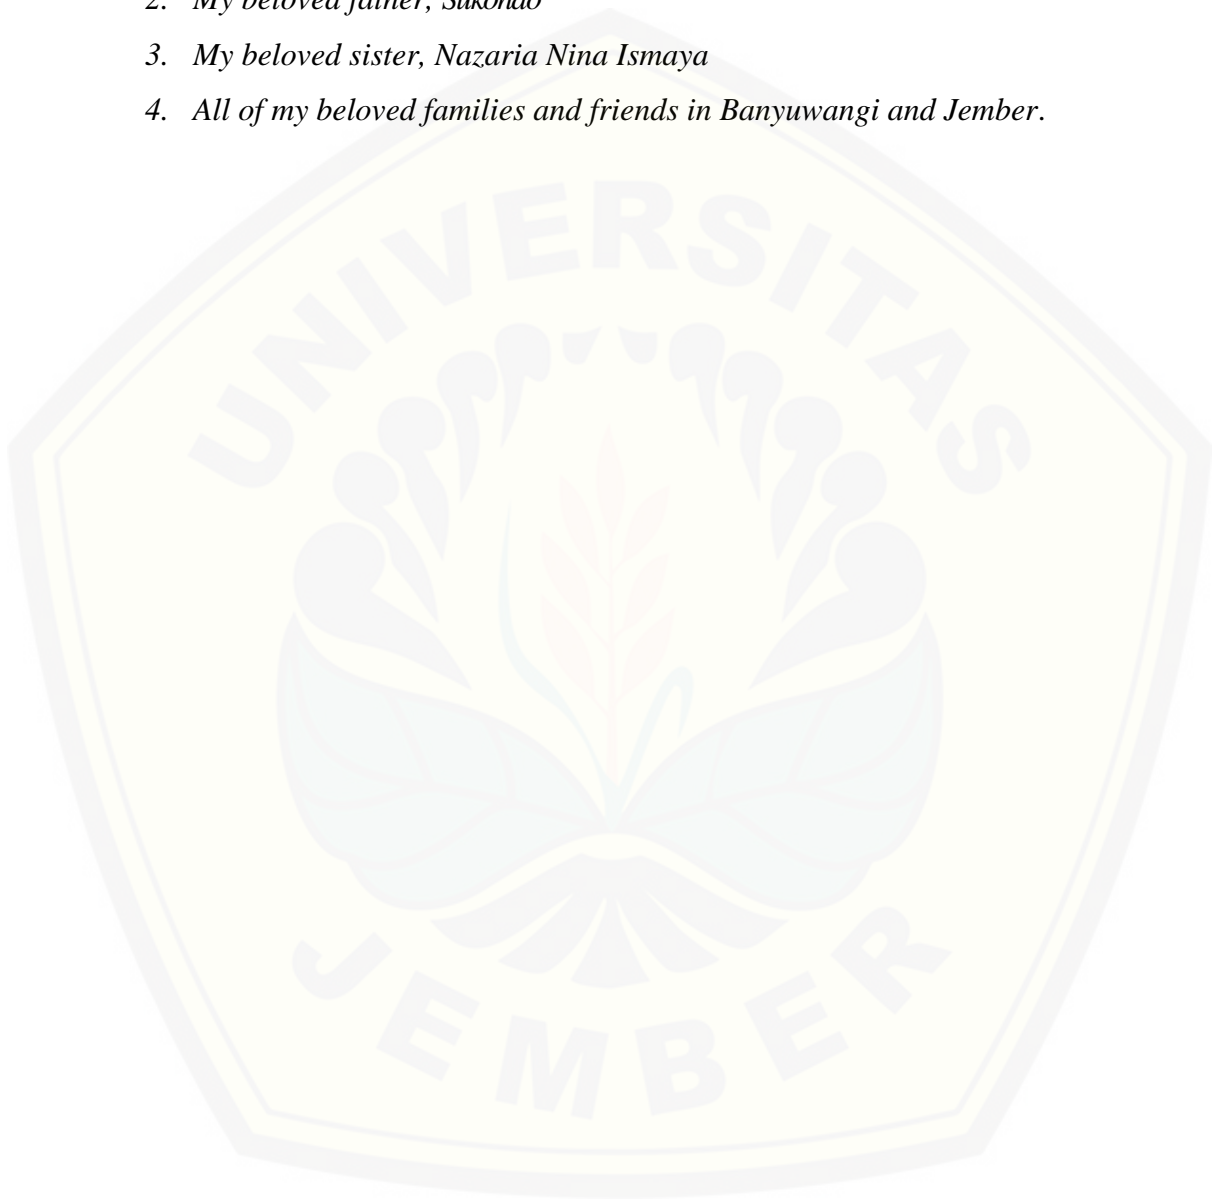 2. My beloved father, Sukondo
3. My beloved sister, Nazaria Nina Ismaya
4. All of my beloved families and friends in Banyuwangi and Jember.
UNIVERSITAS
JEMBER